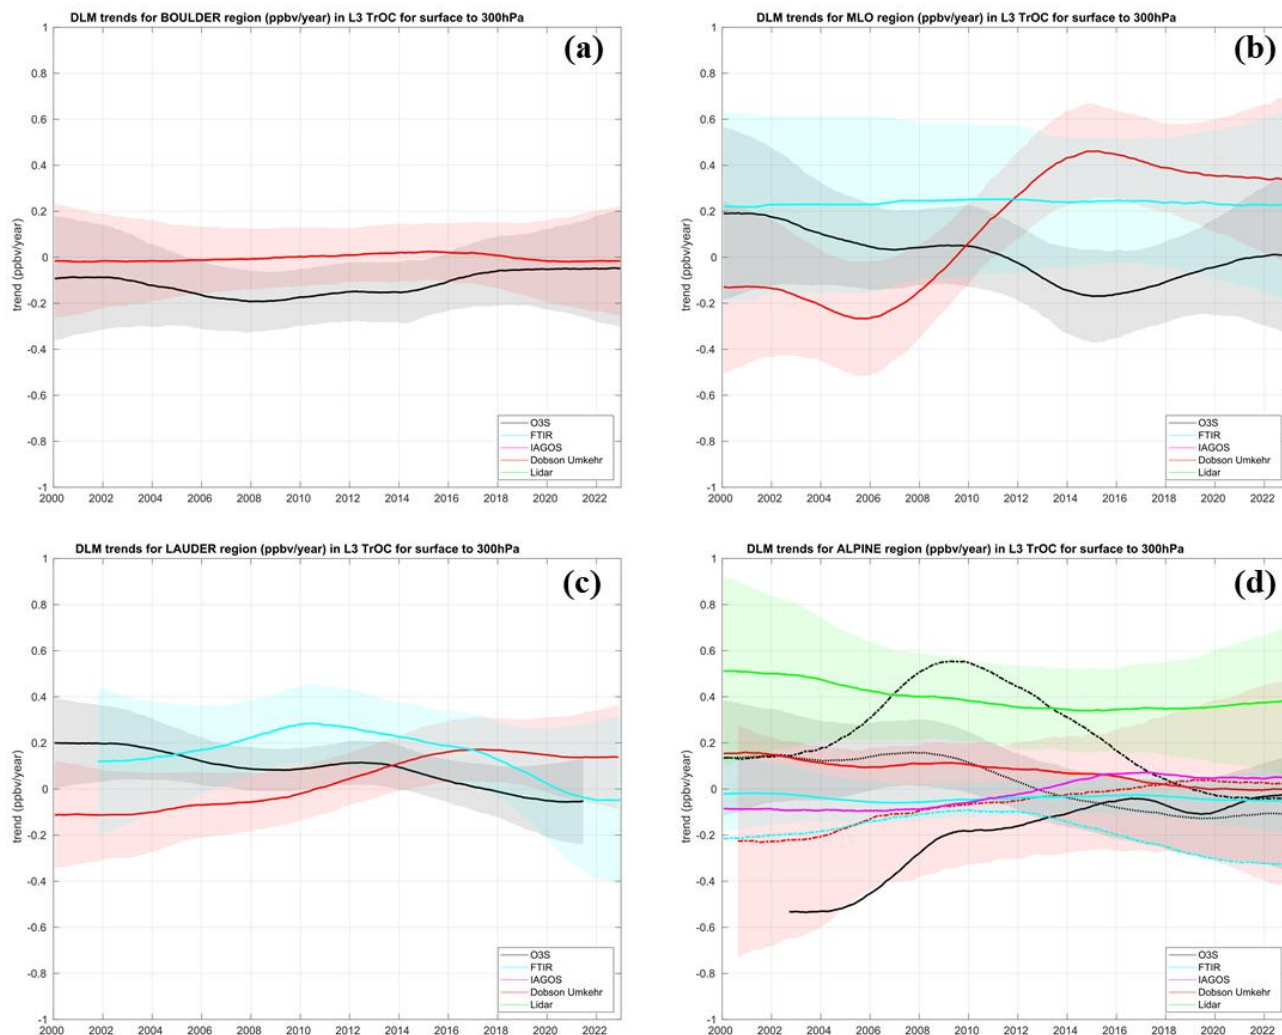 DLM trends for BOULDER region (ppbv/year) in L3 TrOC for surface to 300hPa
(a)
trend (ppbv/year)
1
0.8
0.6
0.4
0.2
0
-0.2
-0.4
-0.6
-0.8
-1
2000 2002 2004 2006 2008 2010 2012 2014 2016 2018 2020 2022
O3S
FTIR
IAGOS
Dobson Umkehr
Lidar
DLM trends for MLO region (ppbv/year) in L3 TrOC for surface to 300hPa
(b)
trend (ppbv/year)
1
0.8
0.6
0.4
0.2
0
-0.2
-0.4
-0.6
-0.8
-1
2000 2002 2004 2006 2008 2010 2012 2014 2016 2018 2020 2022
O3S
FTIR
IAGOS
Dobson Umkehr
Lidar
DLM trends for LAUDER region (ppbv/year) in L3 TrOC for surface to 300hPa
(c)
trend (ppbv/year)
1
0.8
0.6
0.4
0.2
0
-0.2
-0.4
-0.6
-0.8
-1
2000 2002 2004 2006 2008 2010 2012 2014 2016 2018 2020 2022
O3S
FTIR
IAGOS
Dobson Umkehr
Lidar
DLM trends for ALPINE region (ppbv/year) in L3 TrOC for surface to 300hPa
(d)
trend (ppbv/year)
1
0.8
0.6
0.4
0.2
0
-0.2
-0.4
-0.6
-0.8
-1
2000 2002 2004 2006 2008 2010 2012 2014 2016 2018 2020 2022
O3S
FTIR
IAGOS
Dobson Umkehr
Lidar